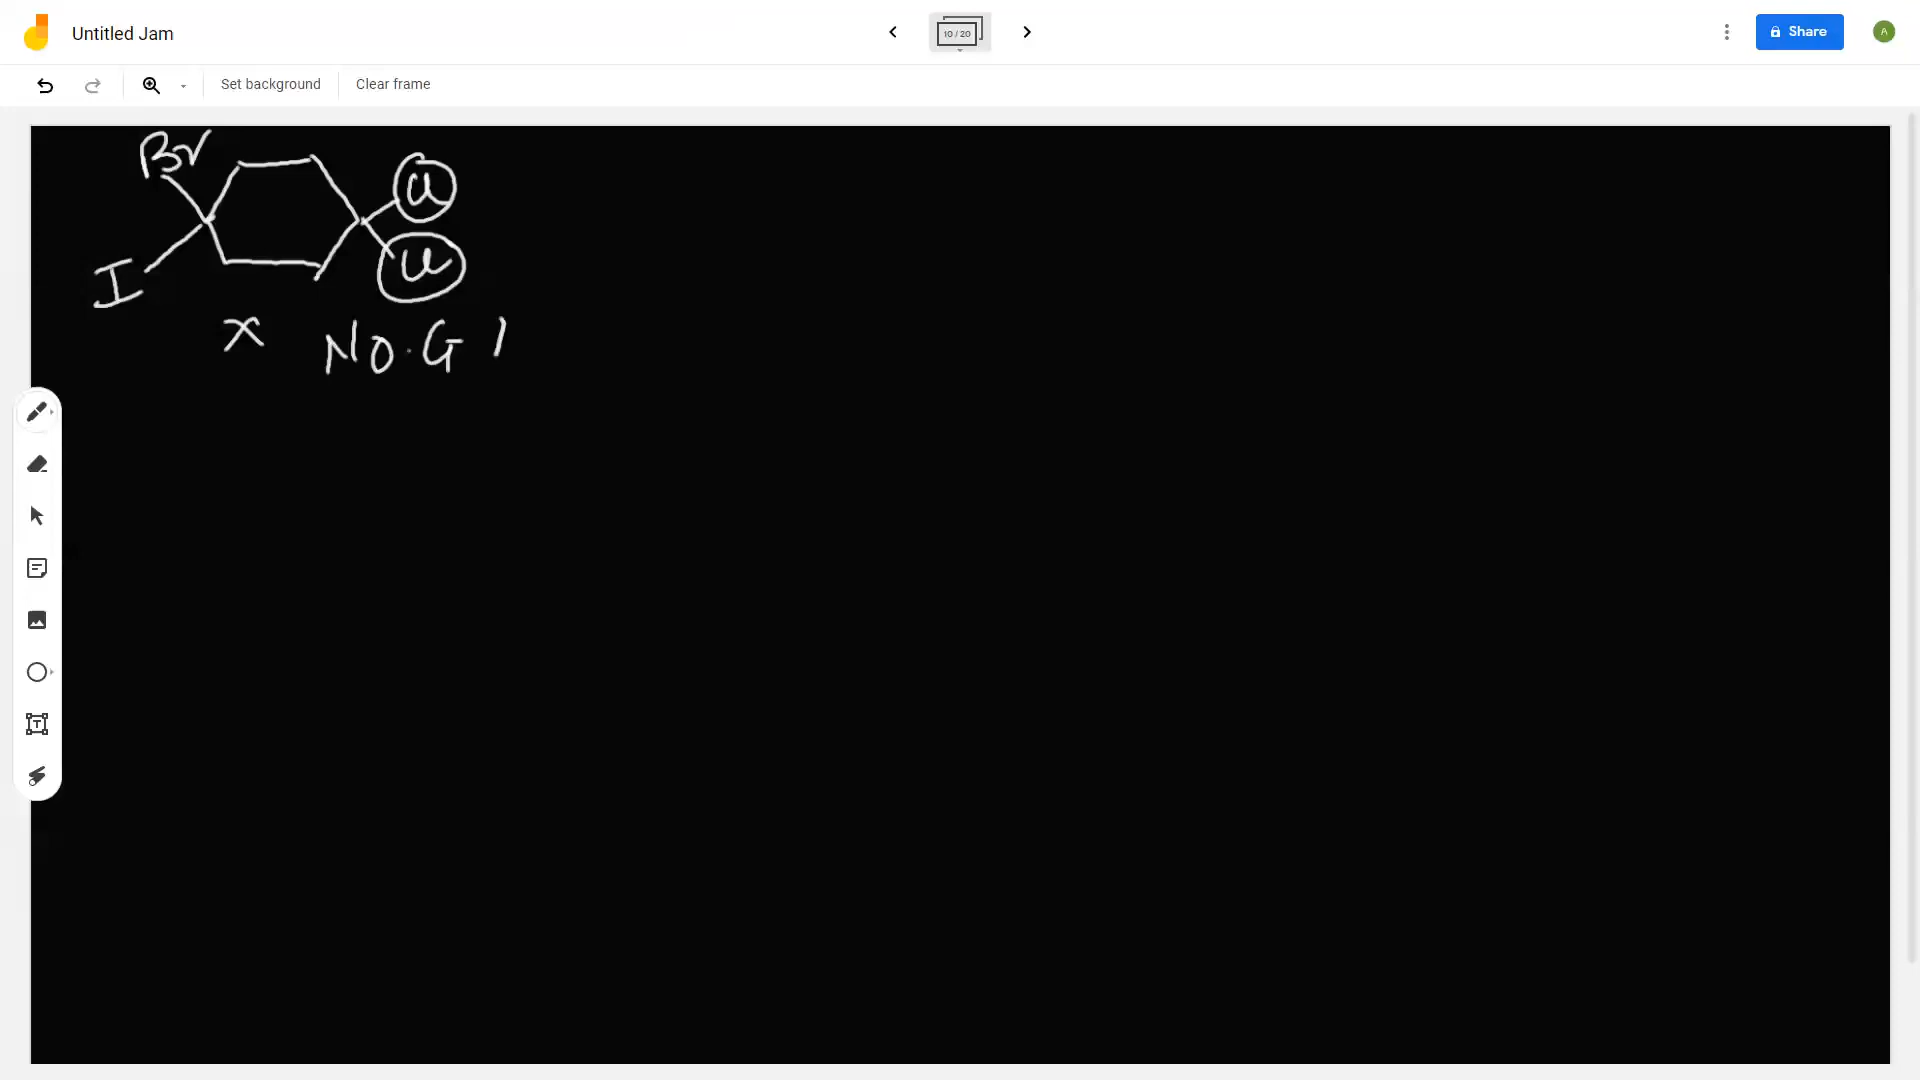 Untitled Jam
10 / 20
Share
A
Set background
Clear frame
Br
Cl
I
Cl
x No. G I